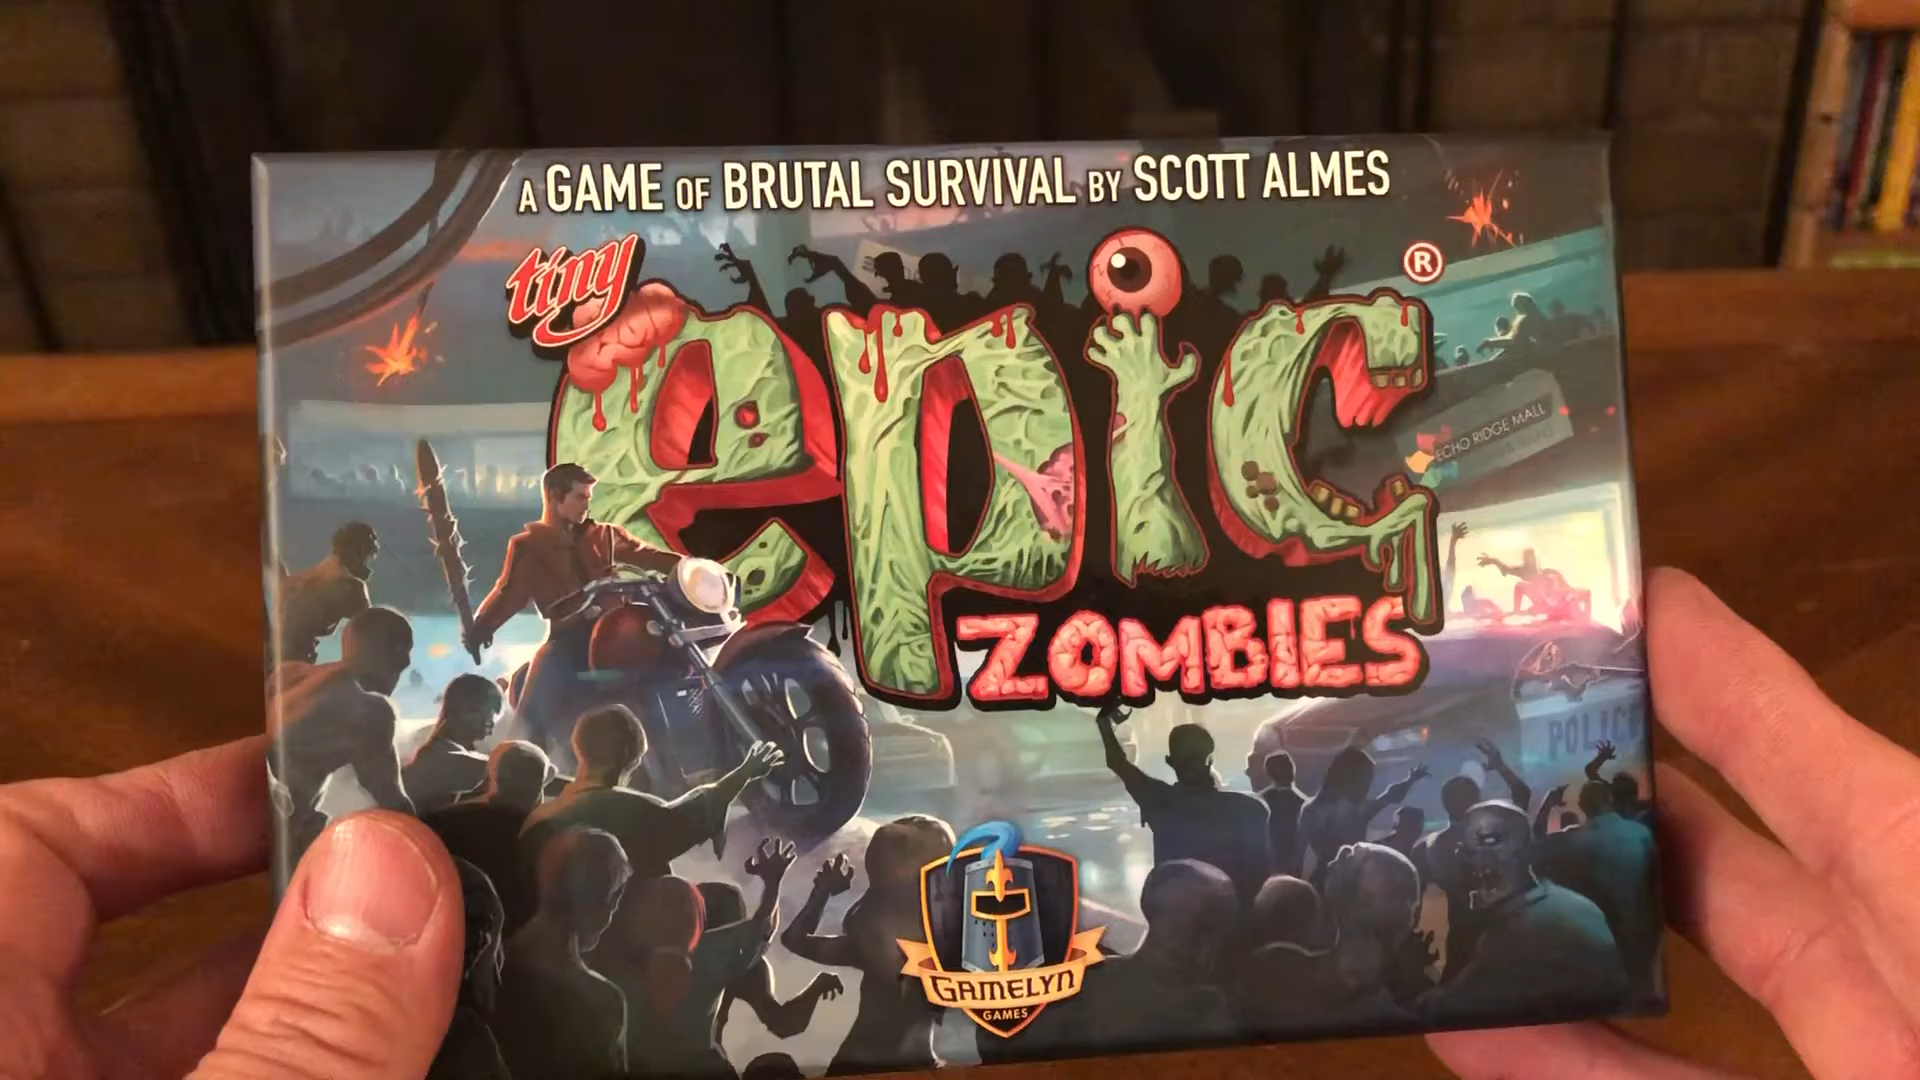 A GAME OF BRUTAL SURVIVAL BY SCOTT ALMES
tiny
epic®
ZOMBIES
ECHO RIDGE MALL
POLICE
GAMELYN
GAMES